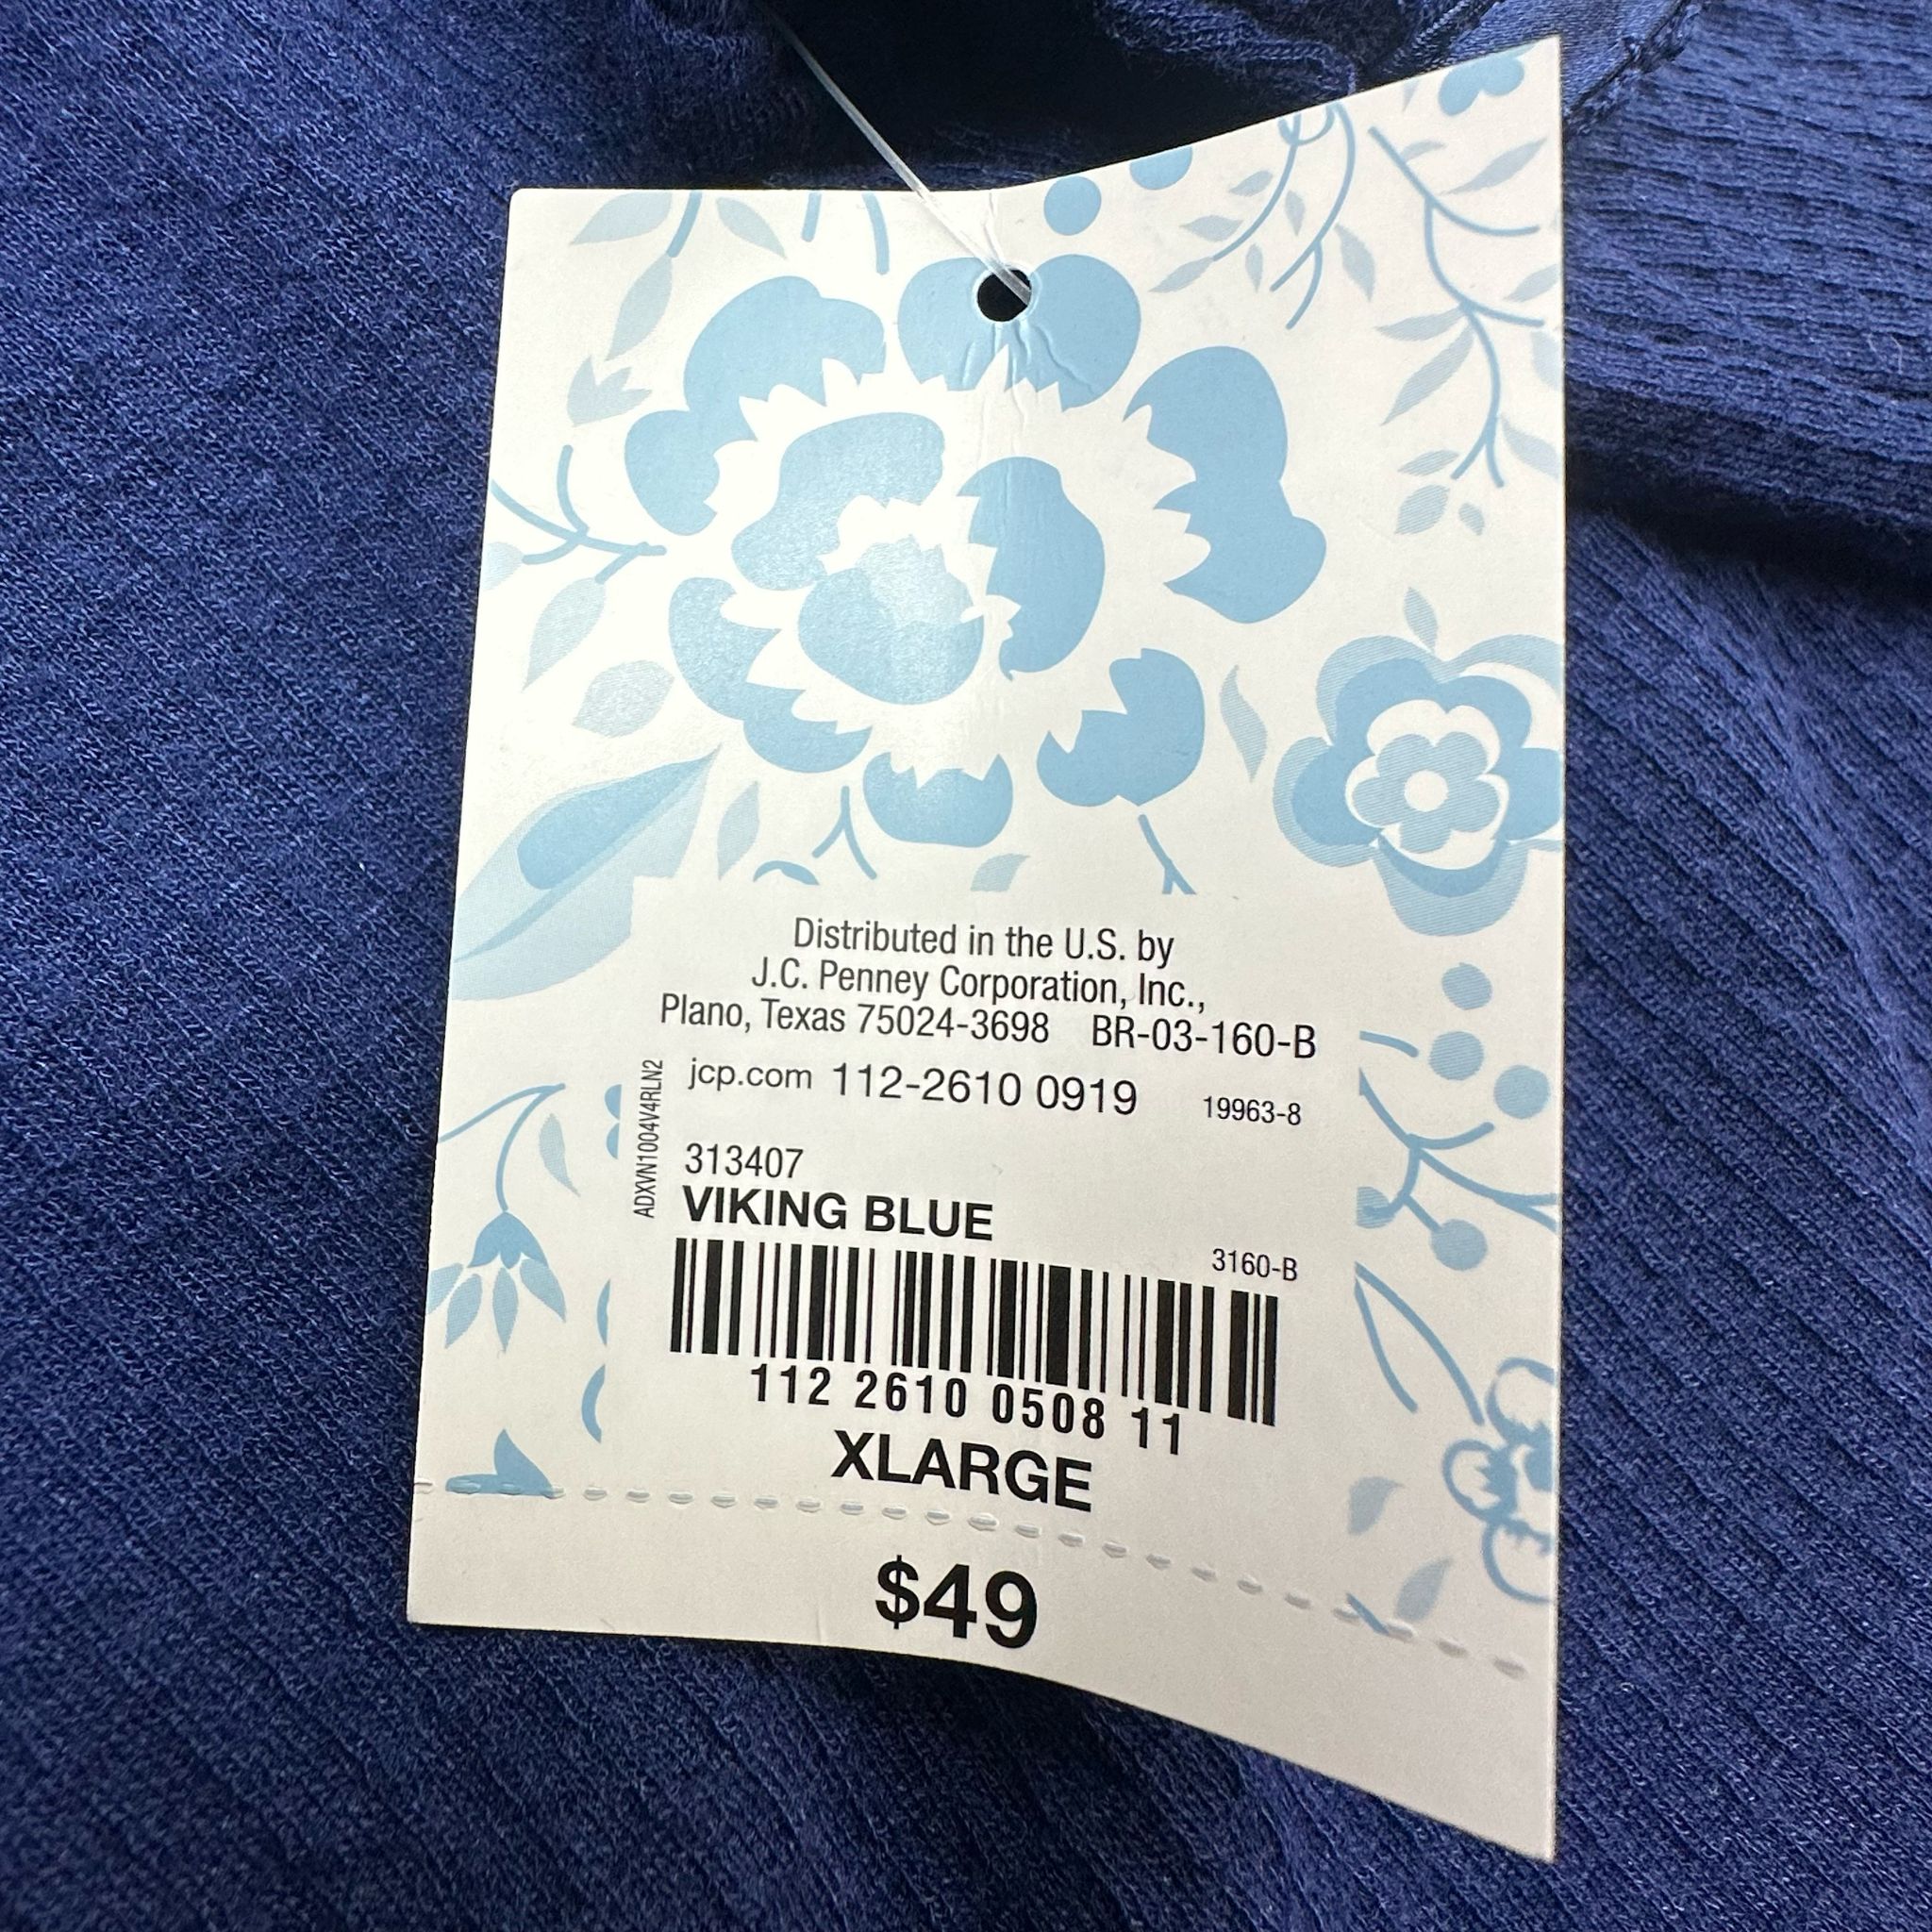 Distributed in the U.S. by
J.C. Penney Corporation, Inc.,
Plano, Texas 75024-3698 BR-03-160-B
jcp.com 112-2610 0919 19963-8
ADXVN1004V4RLN2
313407
VIKING BLUE
3160-B
112 2610 0508 11
XLARGE
$49